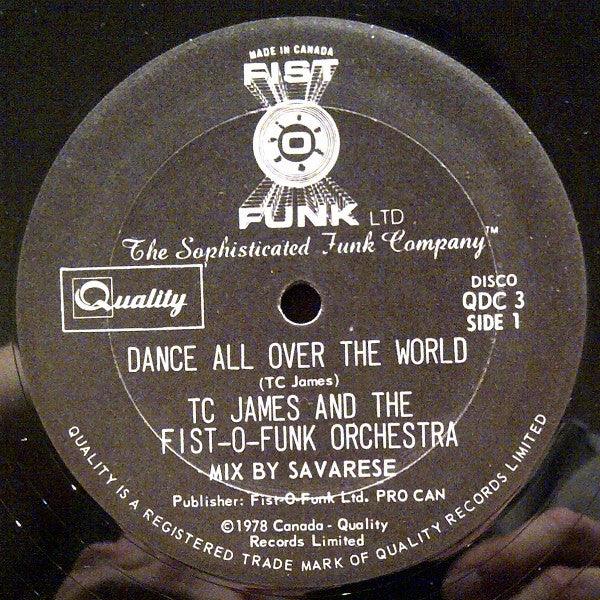 MADE IN CANADA
FIST
O
FUNK LTD
The Sophisticated Funk Company™
Quality
DISCO
QDC 3
SIDE 1
DANCE ALL OVER THE WORLD
(TC James)
TC JAMES AND THE
FIST-O-FUNK ORCHESTRA
MIX BY SAVARESE
Publisher: Fist-O-Funk Ltd. PRO CAN
©1978 Canada - Quality
Records Limited
QUALITY IS A REGISTERED TRADE MARK OF QUALITY RECORDS LIMITED